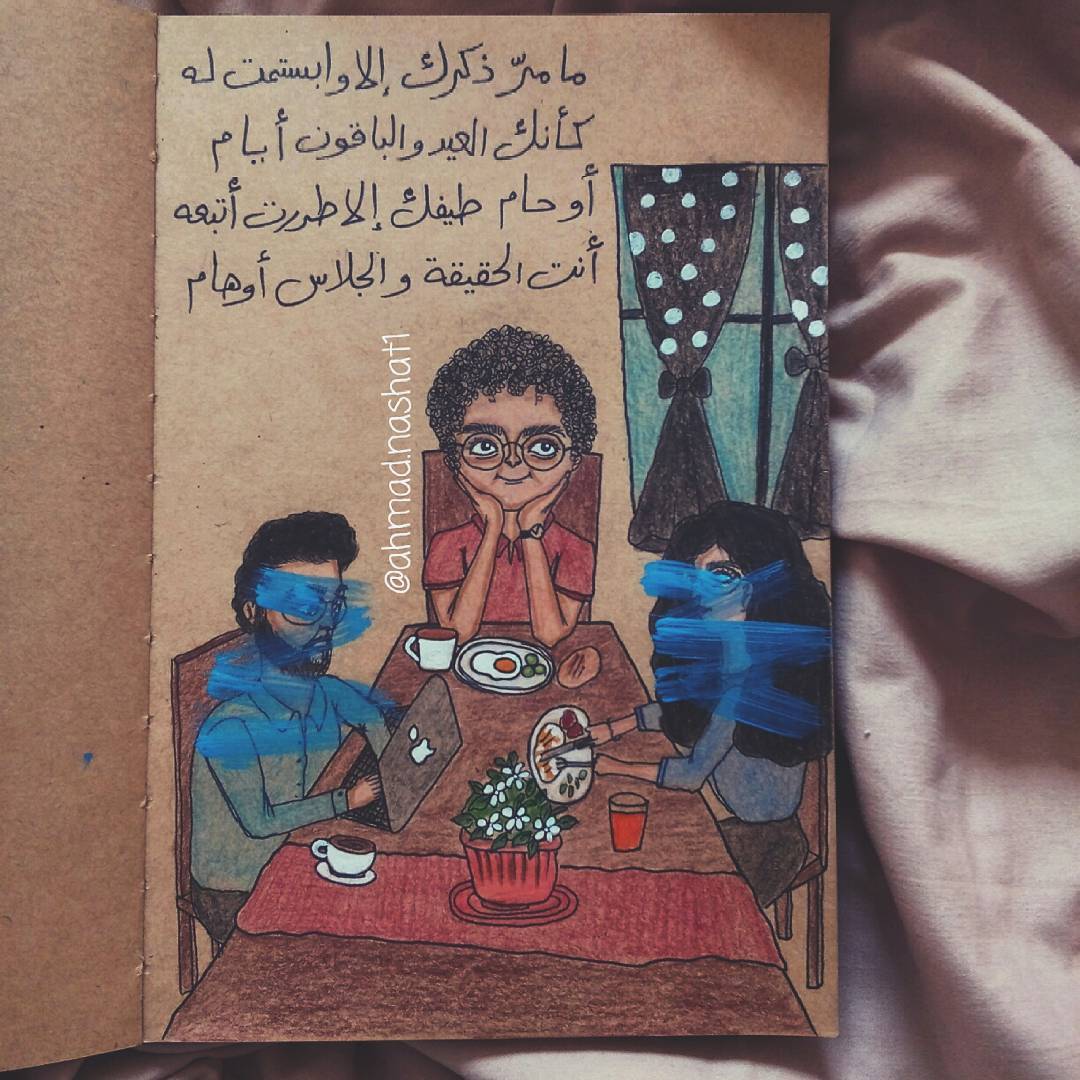 ما مرّ ذكرك إلا وابستمت له
كأنك العيد والباقون أيام
أو حام طيفك إلا طرت أتبعه
أنت الحقيقة والجلاس أوهام
@ahmad.nashat1